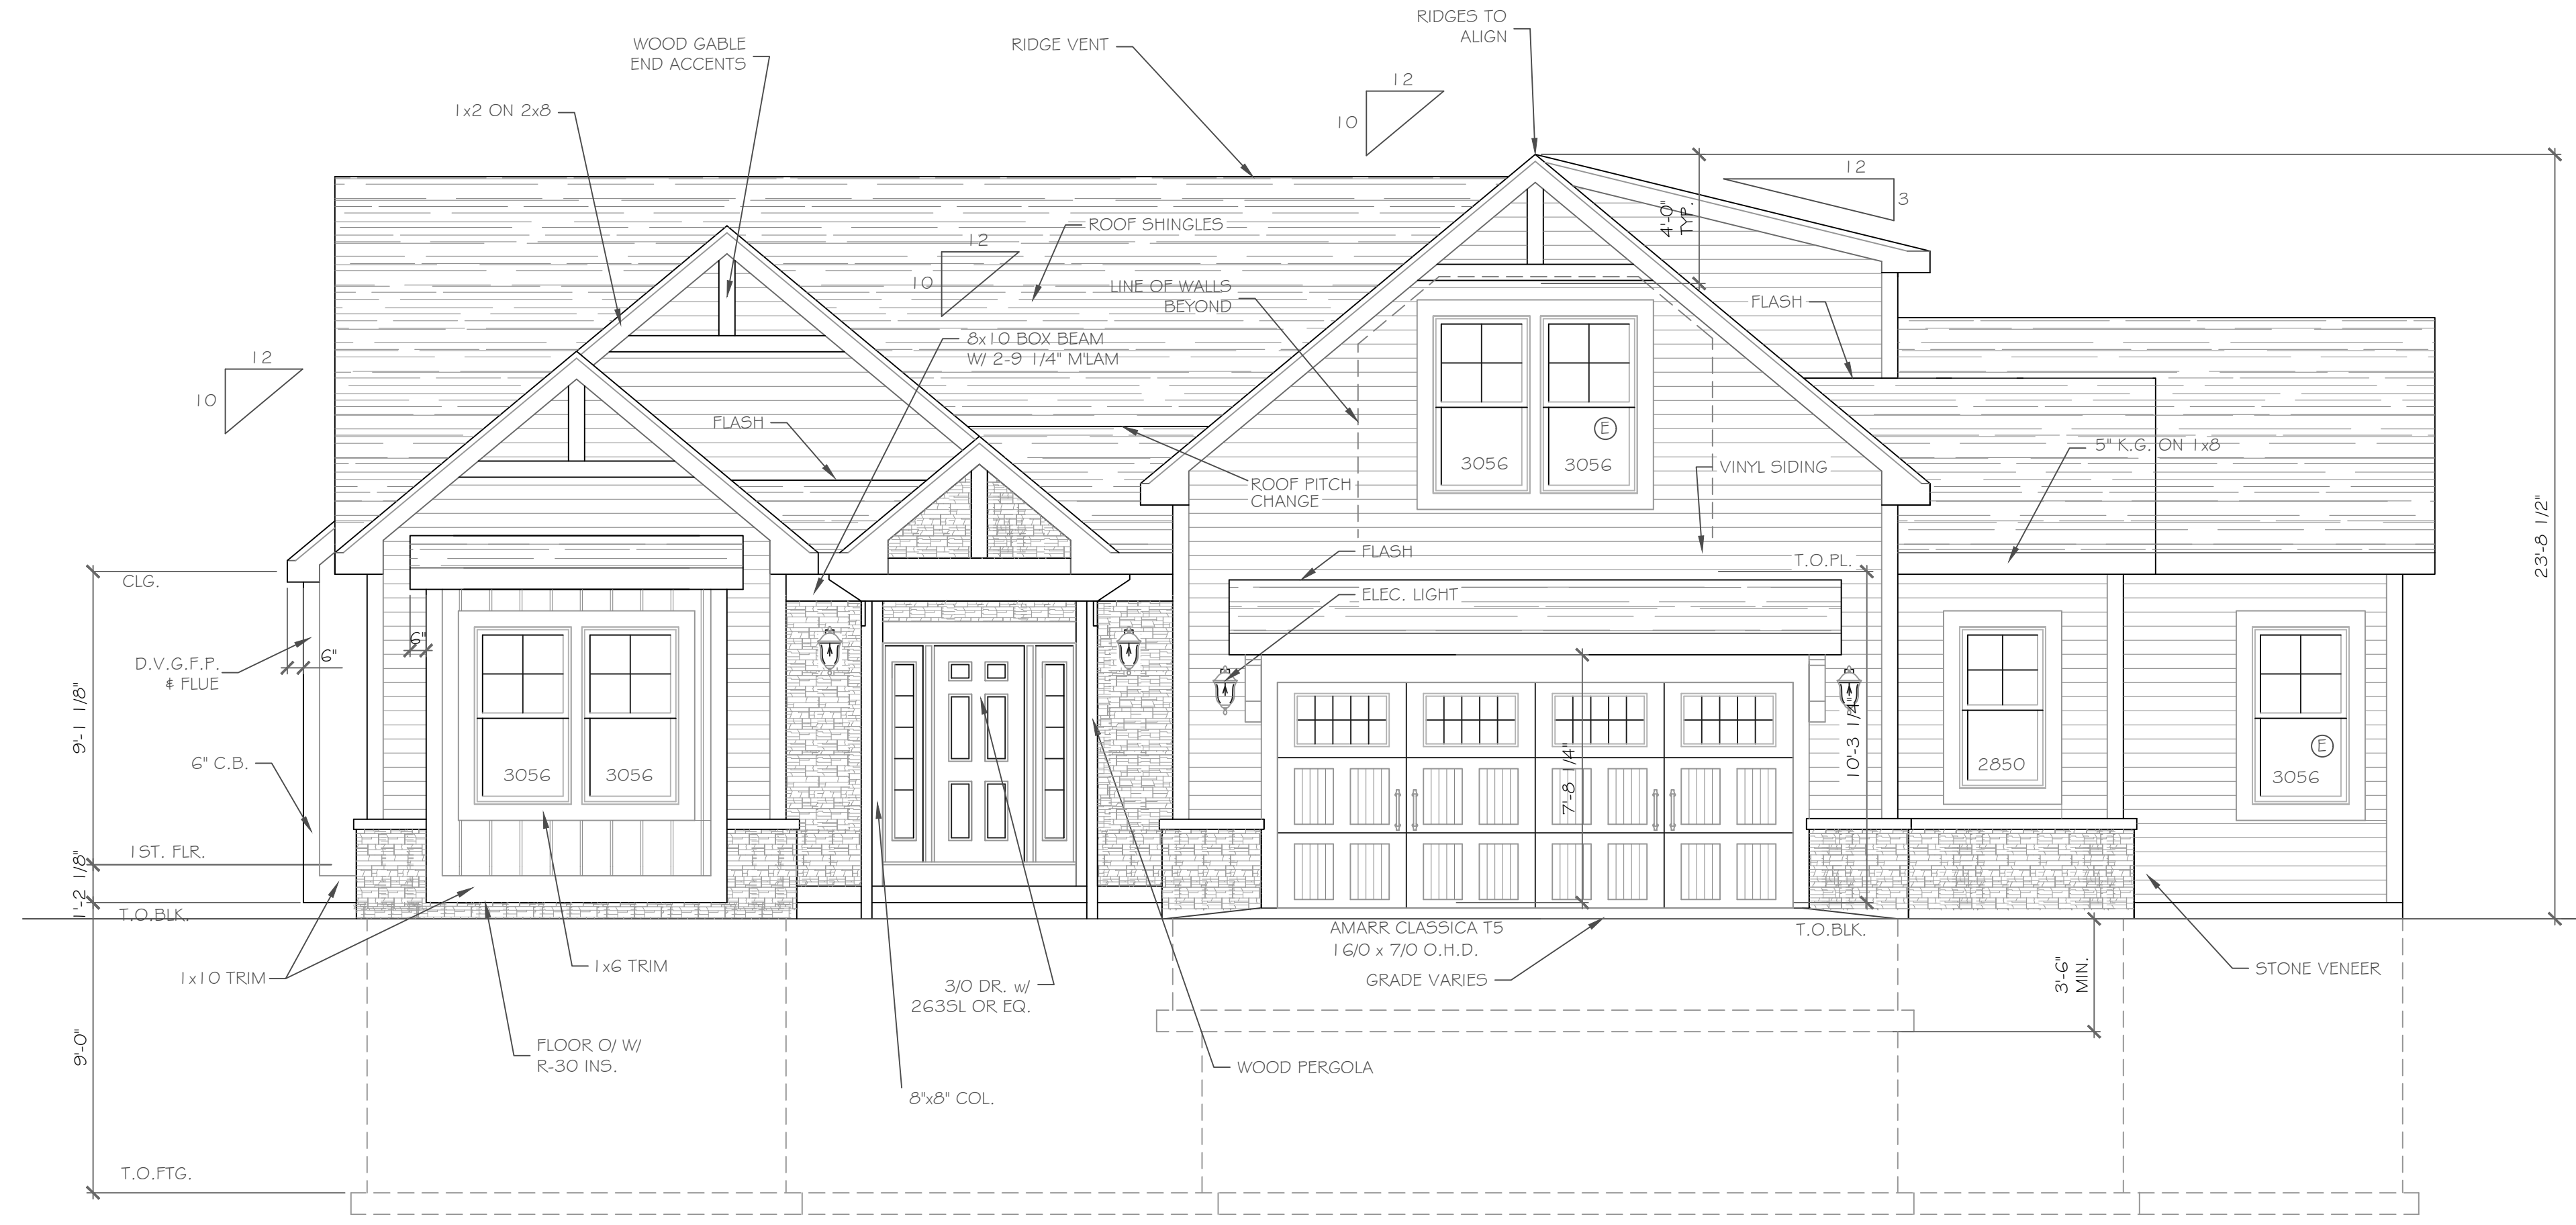 RIDGES TO
ALIGN
WOOD GABLE
END ACCENTS
RIDGE VENT
12
10
1x2 ON 2x8
12
3
4'-0"
TYP.
ROOF SHINGLES
12
10
LINE OF WALLS
BEYOND
FLASH
8x10 BOX BEAM
W/ 2-9 1/4" M'LAM
12
10
FLASH
E
3056
3056
5" K.G. ON 1x8
VINYL SIDING
ROOF PITCH
CHANGE
23'-8 1/2"
FLASH
T.O.PL.
CLG.
ELEC. LIGHT
6"
6"
D.V.G.F.P.
& FLUE
9'-1 1/8"
10'-3 1/4"
7'-8 1/4"
6" C.B.
3056
3056
2850
E
3056
1ST. FLR.
1'-2 1/8"
T.O.BLK.
AMARR CLASSICA T5
16/0 x 7/0 O.H.D.
T.O.BLK.
GRADE VARIES
1x10 TRIM
1x6 TRIM
3/0 DR. w/
263SL OR EQ.
3'-6"
MIN.
STONE VENEER
9'-0"
FLOOR O/ W/
R-30 INS.
WOOD PERGOLA
8"x8" COL.
T.O.FTG.